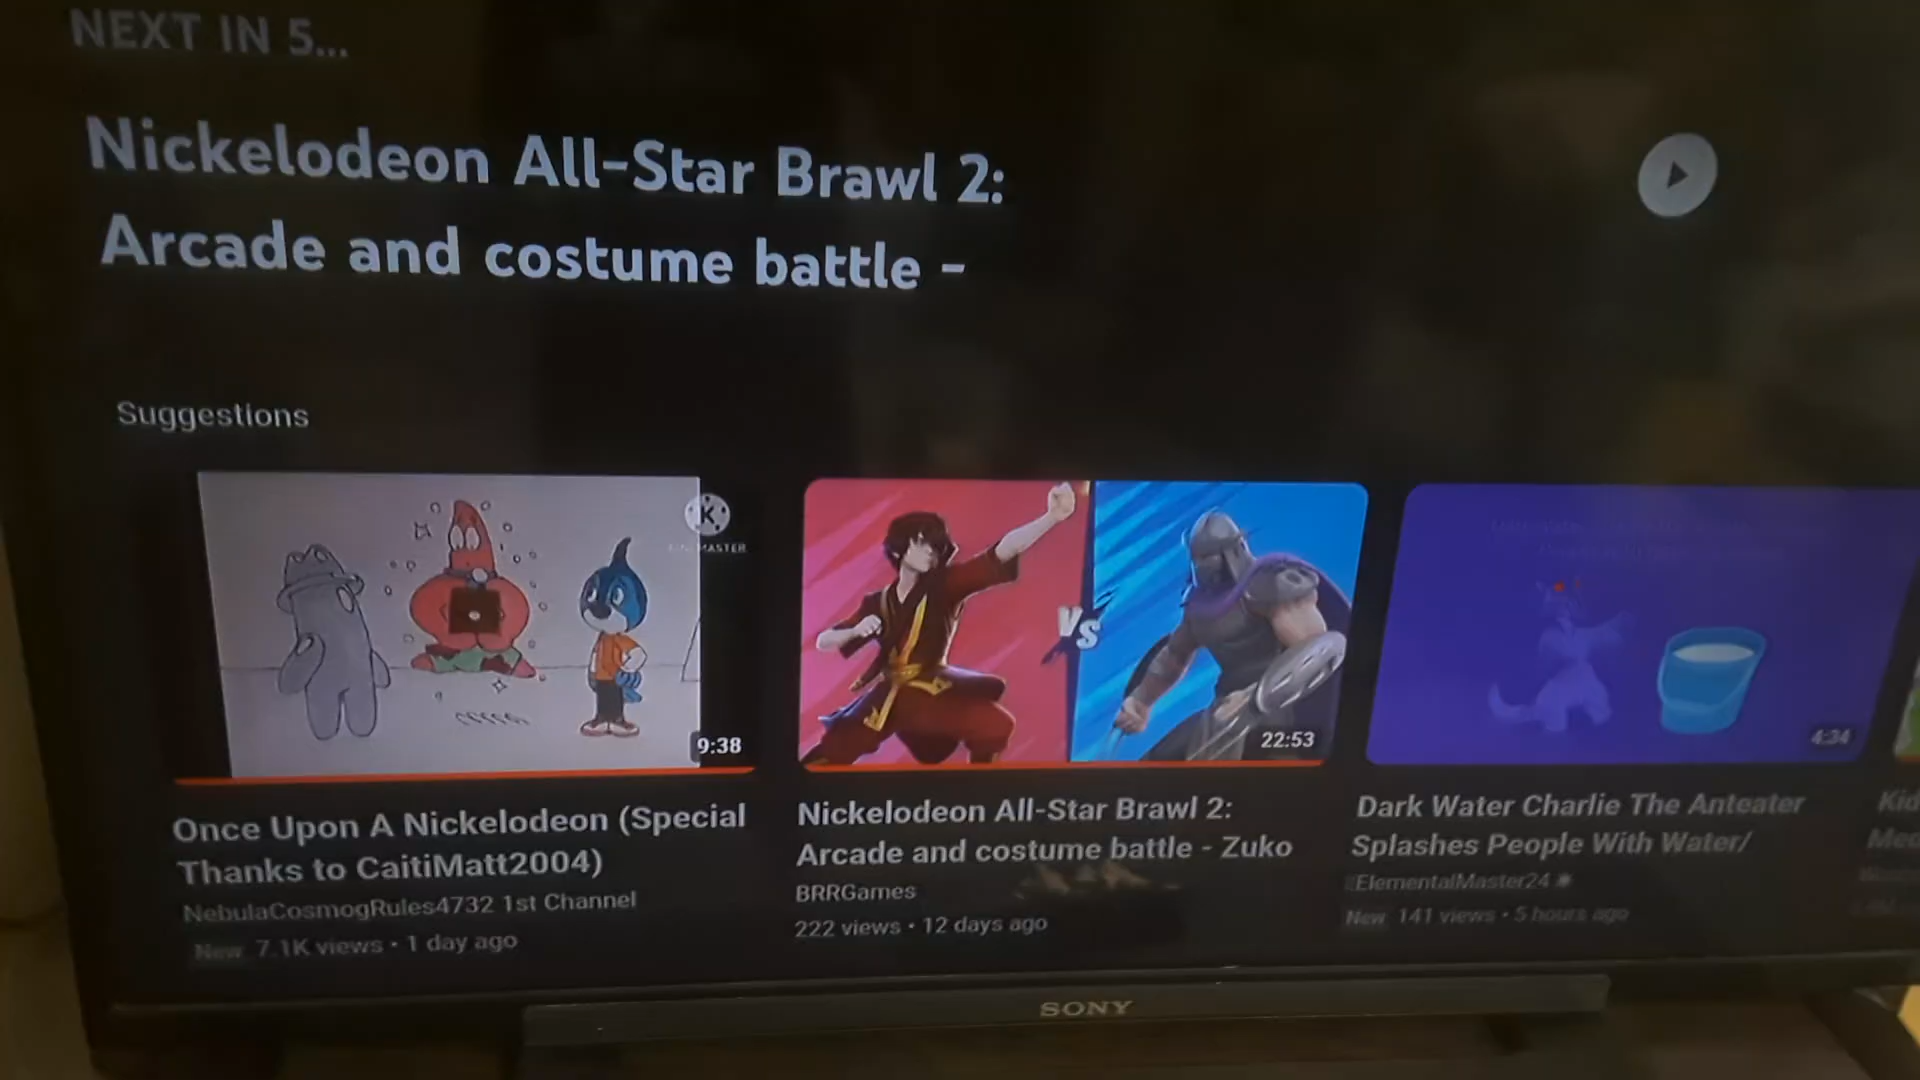 NEXT IN 5...
Nickelodeon All-Star Brawl 2:
Arcade and costume battle -
Suggestions
K
MASTER
VS
9:38
22:53
4:34
Once Upon A Nickelodeon (Special
Thanks to CaitiMatt2004)
NebulaCosmogRules4732 1st Channel
New 7.1K views • 1 day ago
Nickelodeon All-Star Brawl 2:
Arcade and costume battle - Zuko
BRRGames
222 views • 12 days ago
Dark Water Charlie The Anteater
Splashes People With Water/
ElementalMaster24
New 141 views • 5 hours ago
Kid
SONY